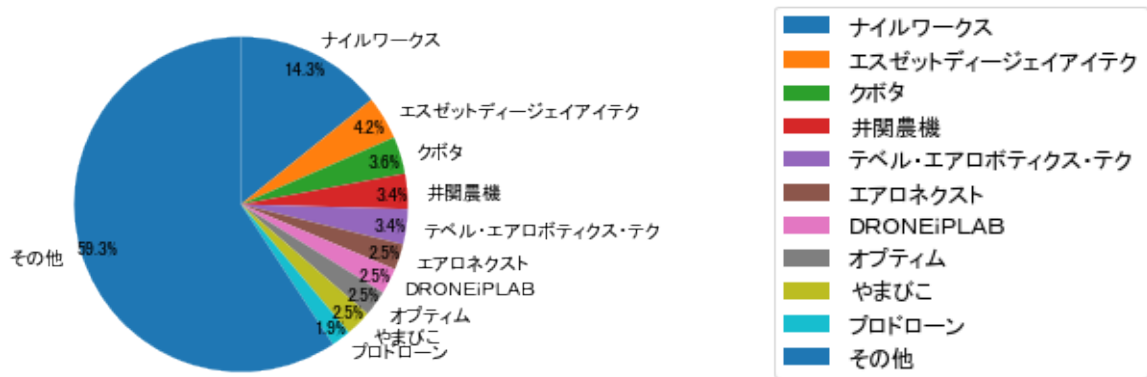 ナイルワークス
14.3%
エスゼットディージェイアイテク
4.2%
クボタ
3.6%
井関農機
3.4%
テベル・エアロボティクス・テク
3.4%
エアロネクスト
2.5%
DRONEiPLAB
2.5%
オプティム
2.5%
やまびこ
2.5%
プロドローン
1.9%
その他
59.3%
ナイルワークス
エスゼットディージェイアイテク
クボタ
井関農機
テベル・エアロボティクス・テク
エアロネクスト
DRONEiPLAB
オプティム
やまびこ
プロドローン
その他